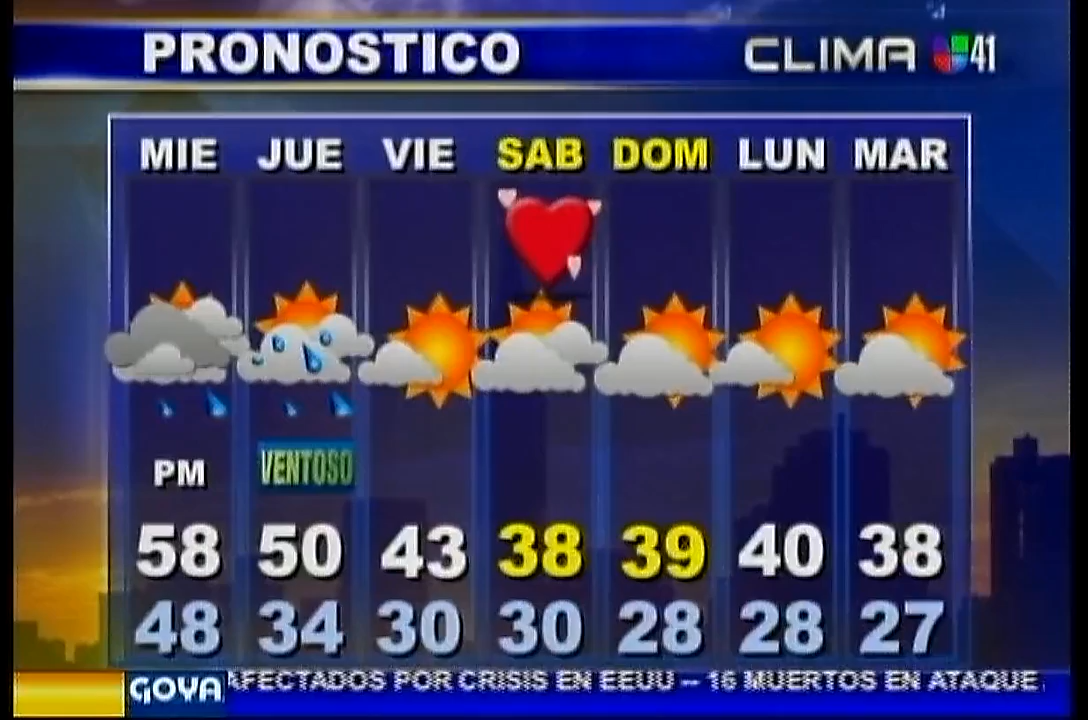 PRONOSTICO
CLIMA 41
MIE JUE VIE SAB DOM LUN MAR
PM VENTOSO
58 50 43 38 39 40 38
48 34 30 30 28 28 27
GOYA AFECTADOS POR CRISIS EN EEUU -- 16 MUERTOS EN ATAQUE